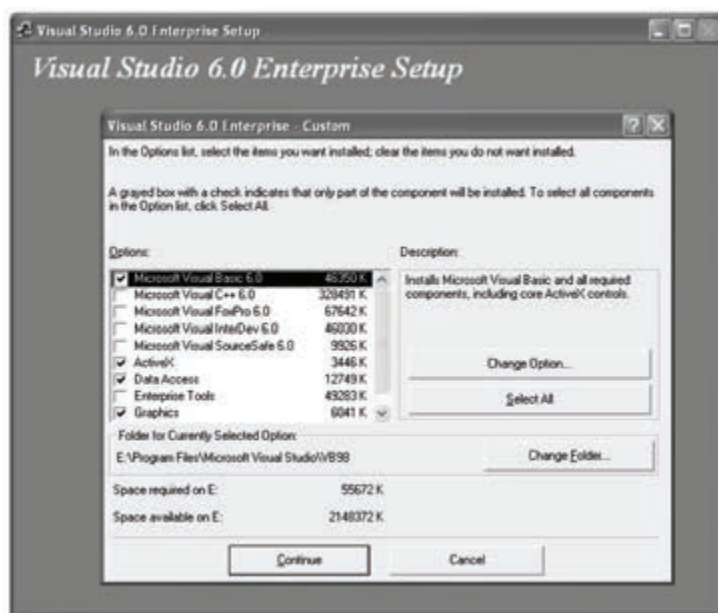 Visual Studio 6.0 Enterprise Setup
Visual Studio 6.0 Enterprise Setup
Visual Studio 6.0 Enterprise - Custom
In the Options list, select the items you want installed; clear the items you do not want installed.
A grayed box with a check indicates that only part of the component will be installed. To select all components
in the Option list, click Select All.
Options:
Description:
Microsoft Visual Basic 6.0 46350 K
Microsoft Visual C++ 6.0 328491 K
Microsoft Visual FoxPro 6.0 67642 K
Microsoft Visual InterDev 6.0 46030 K
Microsoft Visual SourceSafe 6.0 9926 K
ActiveX 3446 K
Data Access 12749 K
Enterprise Tools 49283 K
Graphics 6041 K
Installs Microsoft Visual Basic and all required
components, including core ActiveX controls.
Change Option...
Select All
Folder for Currently Selected Option:
E:\Program Files\Microsoft Visual Studio\VB98
Change Folder...
Space required on E: 55672 K
Space available on E: 2148372 K
Continue
Cancel